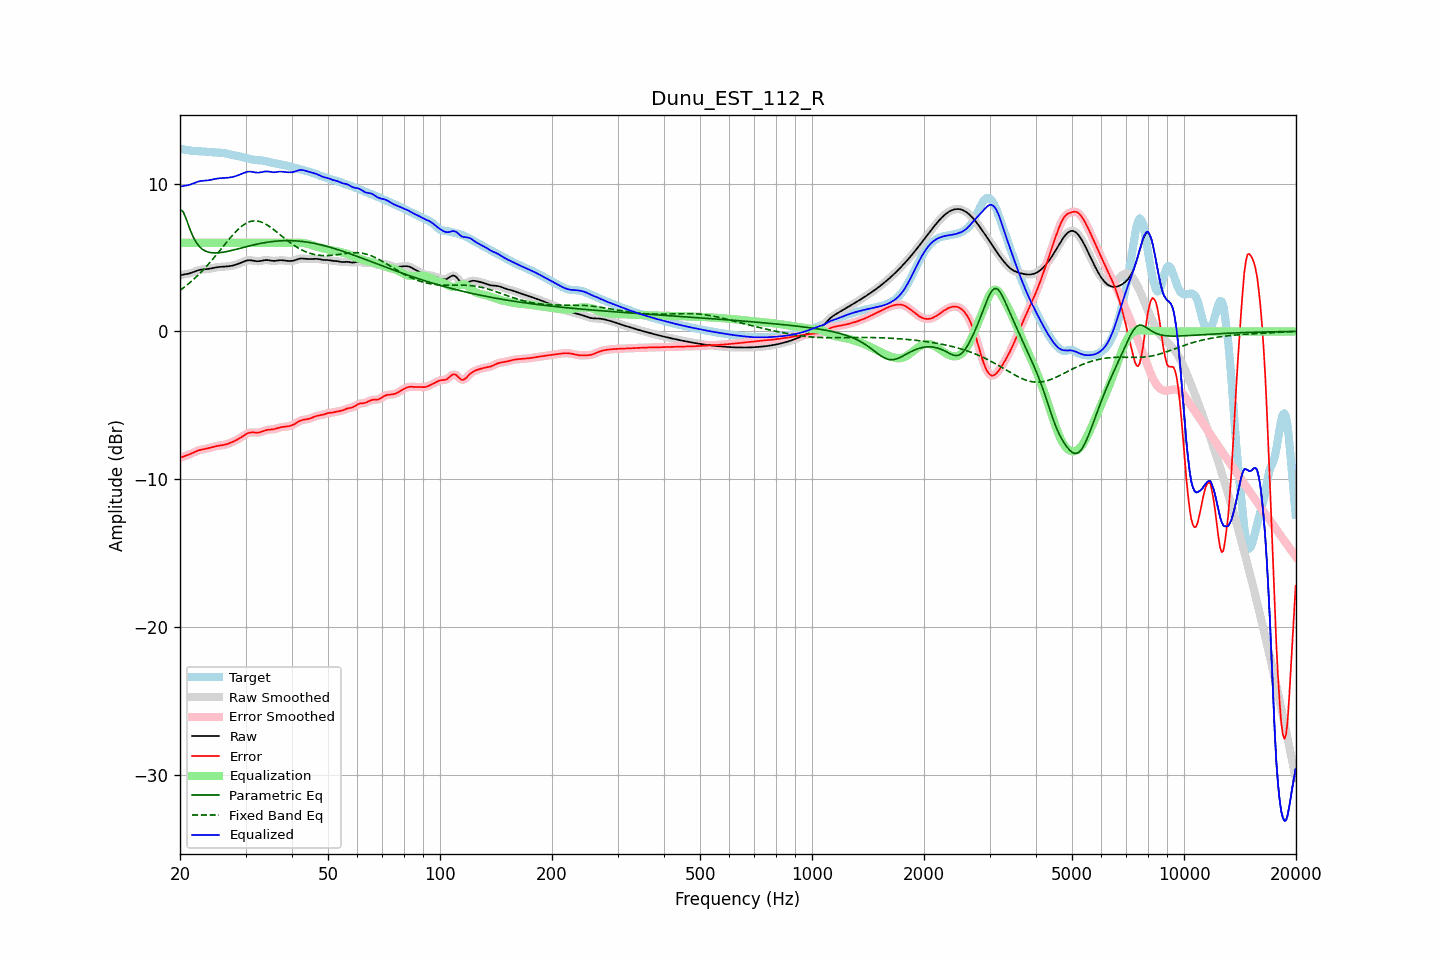 Dunu_EST_112_R
Amplitude (dBr)
10
0
−10
−20
−30
Target
Raw Smoothed
Error Smoothed
Raw
Error
Equalization
Parametric Eq
Fixed Band Eq
Equalized
20 50 100 200 500 1000 2000 5000 10000 20000
Frequency (Hz)